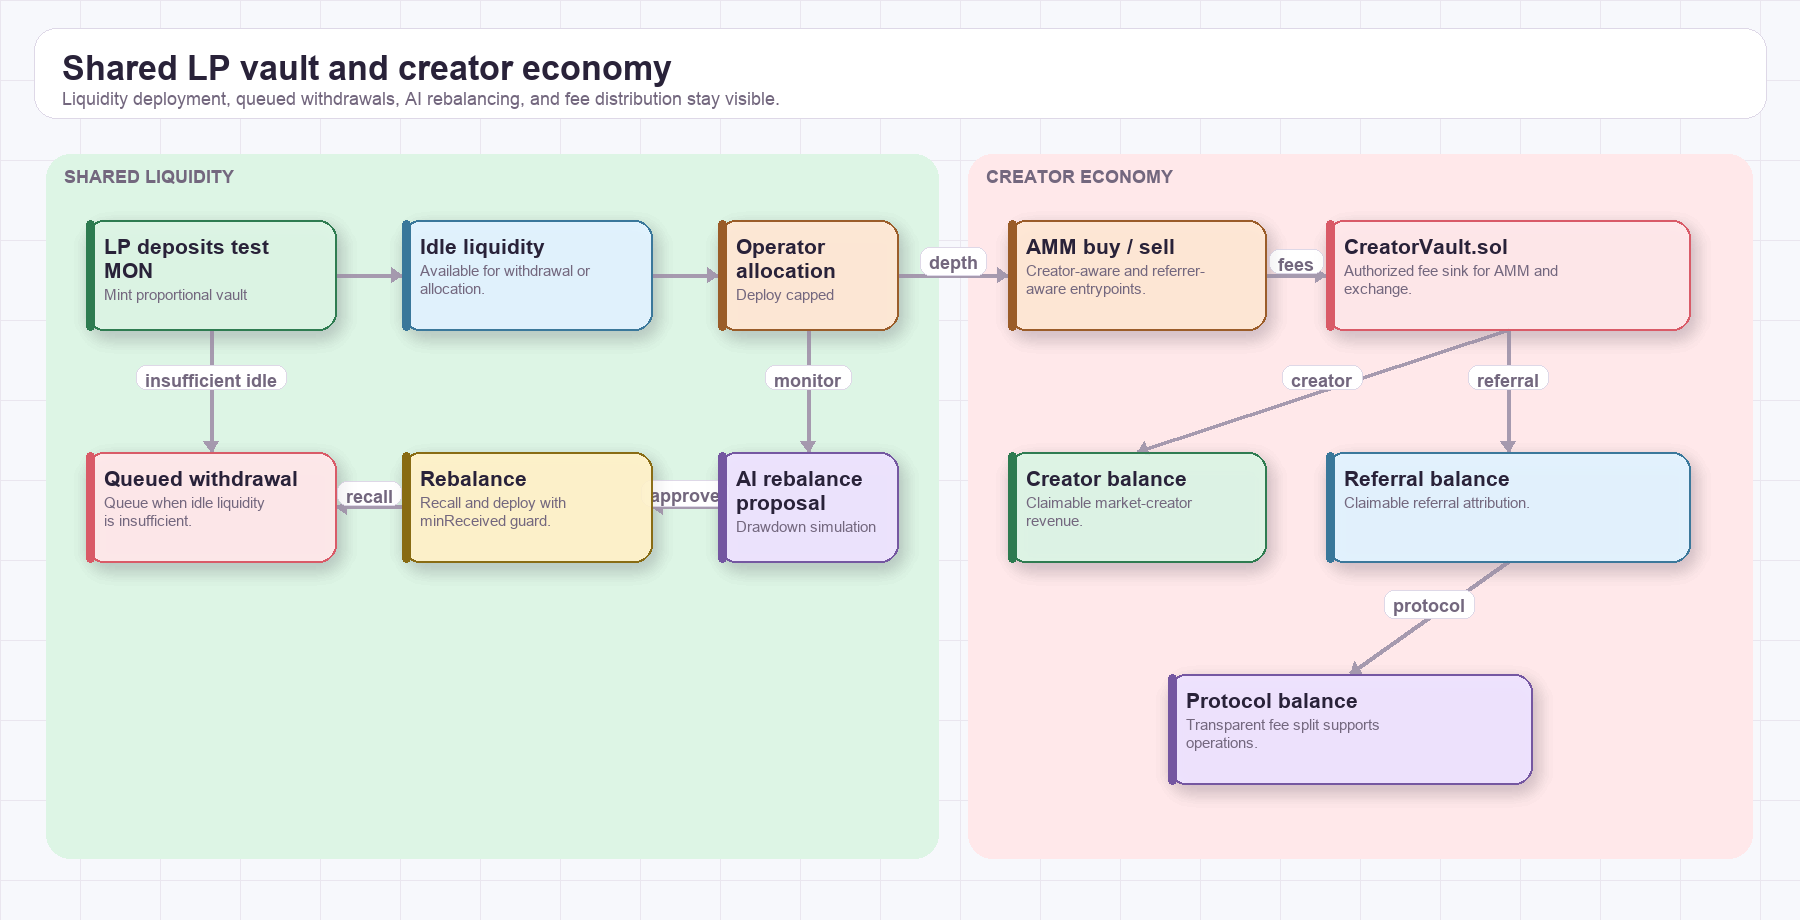 Shared LP vault and creator economy
Liquidity deployment, queued withdrawals, AI rebalancing, and fee distribution stay visible.
SHARED LIQUIDITY
LP deposits test
MON
Mint proportional vault
Idle liquidity
Available for withdrawal or
allocation.
Operator
allocation
Deploy capped
depth
insufficient idle
monitor
Queued withdrawal
Queue when idle liquidity
is insufficient.
recall
Rebalance
Recall and deploy with
minReceived guard.
approve
AI rebalance
proposal
Drawdown simulation
CREATOR ECONOMY
AMM buy / sell
Creator-aware and referrer-
aware entrypoints.
fees
CreatorVault.sol
Authorized fee sink for AMM and
exchange.
creator
referral
Creator balance
Claimable market-creator
revenue.
Referral balance
Claimable referral attribution.
protocol
Protocol balance
Transparent fee split supports
operations.